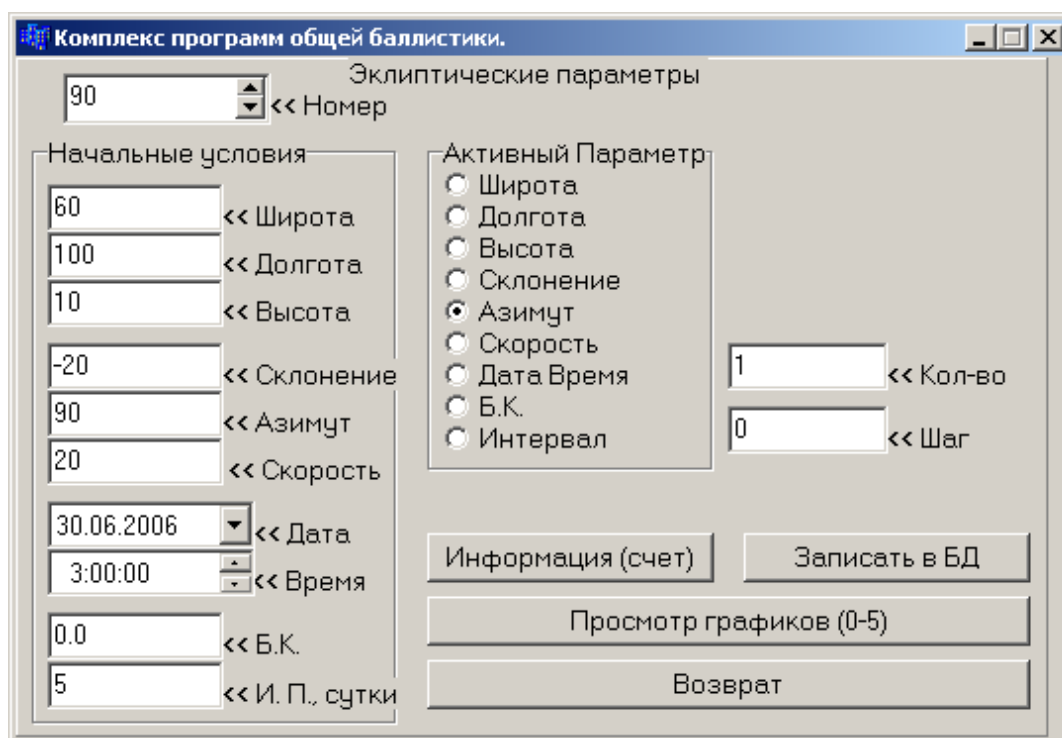 Комплекс программ общей баллистики.
Эклиптические параметры
90 << Номер
Начальные условия
60 << Широта
100 << Долгота
10 << Высота
-20 << Склонение
90 << Азимут
20 << Скорость
30.06.2006 << Дата
3:00:00 << Время
0.0 << Б.К.
5 << И. П., сутки
Активный Параметр
Широта
Долгота
Высота
Склонение
Азимут
Скорость
Дата Время
Б.К.
Интервал
1 << Кол-во
0 << Шаг
Информация (счет)
Записать в БД
Просмотр графиков (0-5)
Возврат